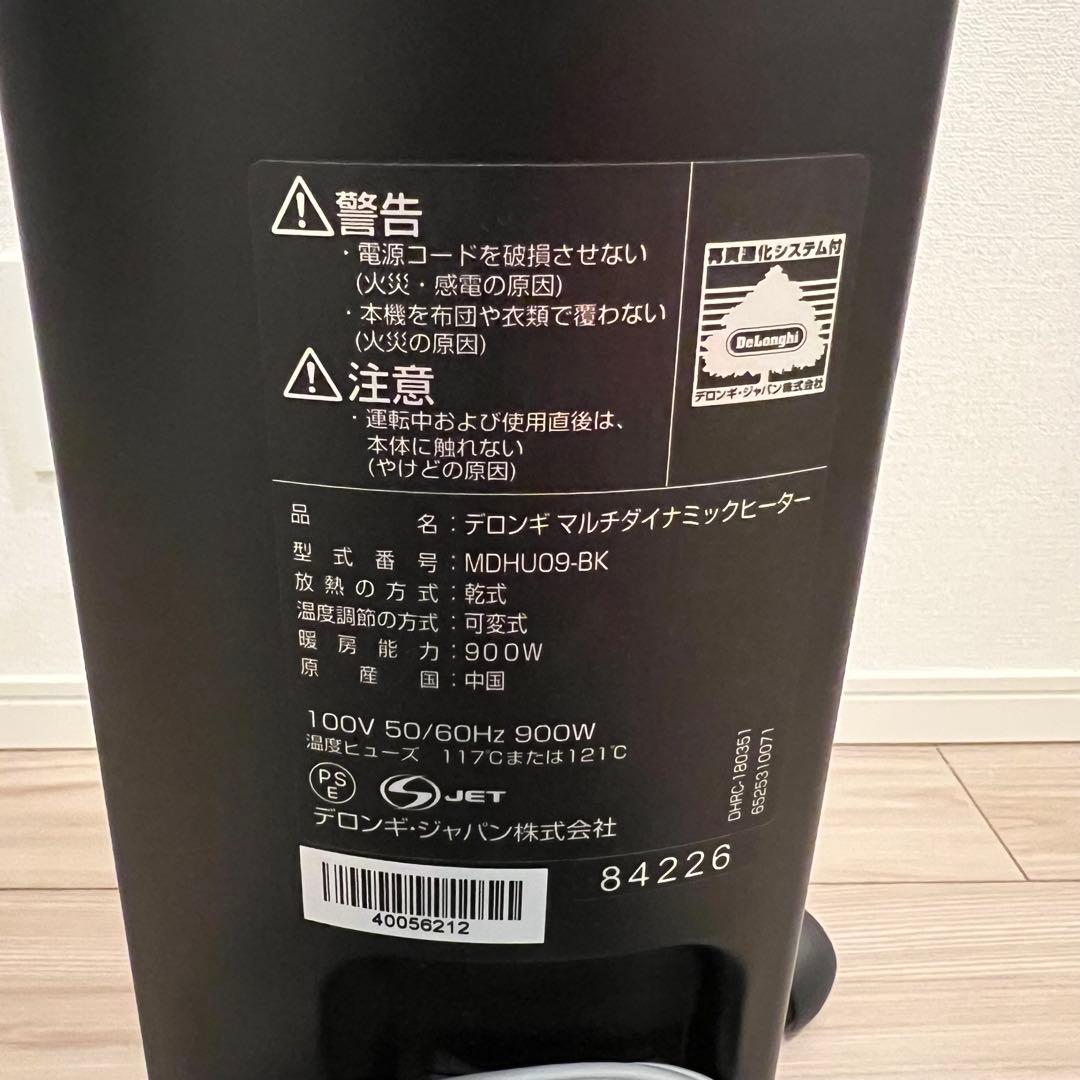 警告
・電源コードを破損させない
(火災・感電の原因)
・本機を布団や衣類で覆わない
(火災の原因)
注意
・運転中および使用直後は、
本体に触れない
(やけどの原因)
資源化システム付
DeLonghi
デロンギ・ジャパン株式会社
品名:デロンギ マルチダイナミックヒーター
型式番号:MDHU09-BK
放熱の方式:乾式
温度調節の方式:可変式
暖房能力:900W
原産国:中国
100V 50/60Hz 900W
温度ヒューズ 117℃または121℃
PSE
JET
デロンギ・ジャパン株式会社
DHRC-180351
6525310071
84226
40056212